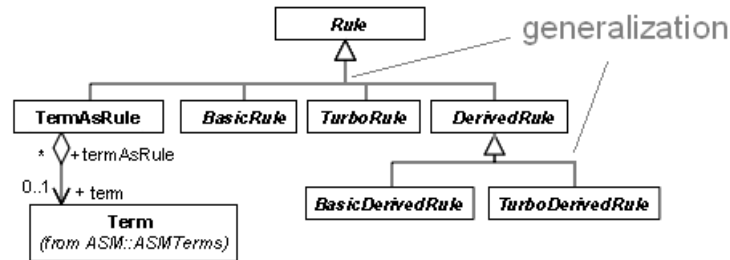 Rule
generalization
TermAsRule
BasicRule
TurboRule
DerivedRule
* +termAsRule
0..1 + term
BasicDerivedRule
TurboDerivedRule
Term
(from ASM::ASMTerms)